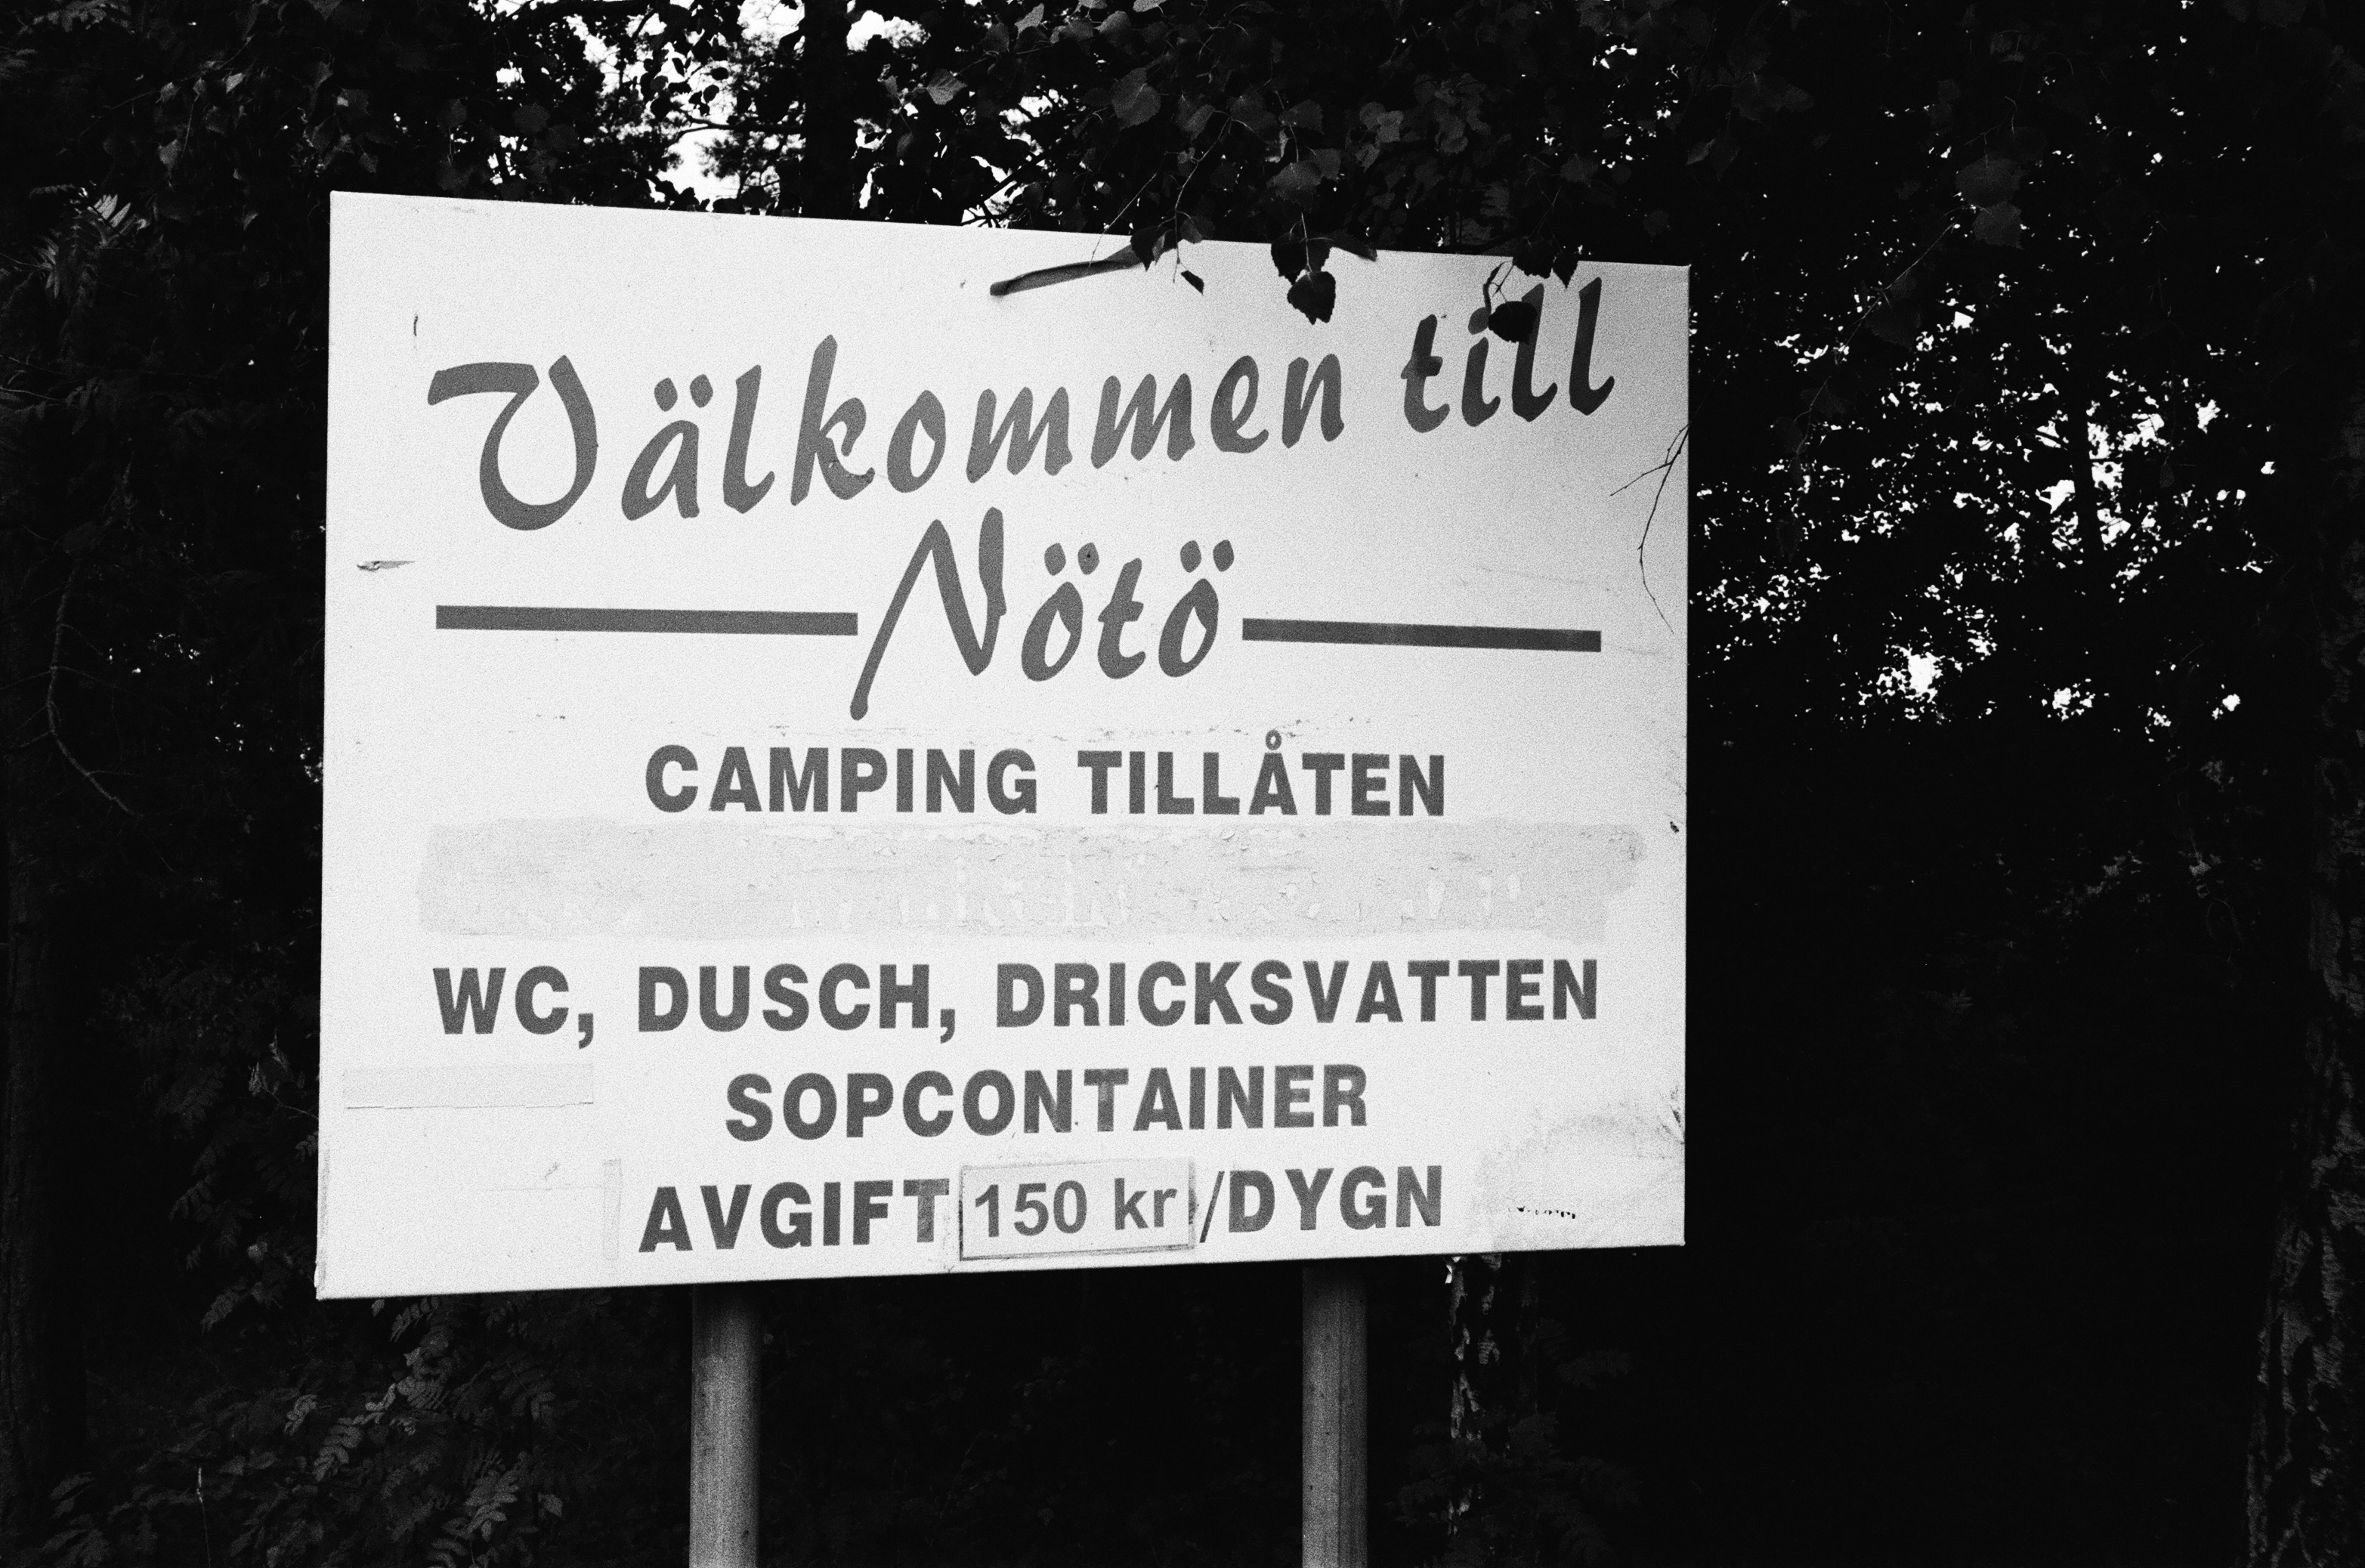 Välkommen till
Nötö
CAMPING TILLÅTEN
WC, DUSCH, DRICKSVATTEN
SOPCONTAINER
AVGIFT 150 kr /DYGN